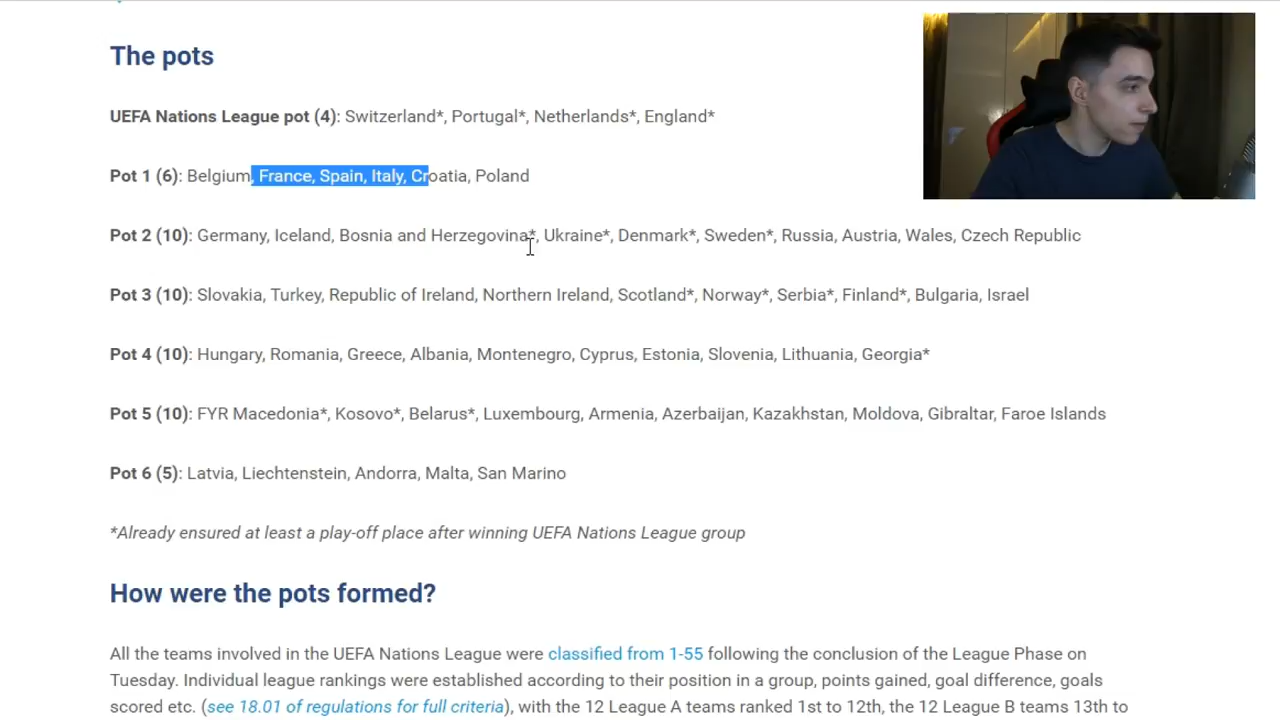 The pots
UEFA Nations League pot (4): Switzerland*, Portugal*, Netherlands*, England*
Pot 1 (6): Belgium, France, Spain, Italy, Croatia, Poland
Pot 2 (10): Germany, Iceland, Bosnia and Herzegovina*, Ukraine*, Denmark*, Sweden*, Russia, Austria, Wales, Czech Republic
Pot 3 (10): Slovakia, Turkey, Republic of Ireland, Northern Ireland, Scotland*, Norway*, Serbia*, Finland*, Bulgaria, Israel
Pot 4 (10): Hungary, Romania, Greece, Albania, Montenegro, Cyprus, Estonia, Slovenia, Lithuania, Georgia*
Pot 5 (10): FYR Macedonia*, Kosovo*, Belarus*, Luxembourg, Armenia, Azerbaijan, Kazakhstan, Moldova, Gibraltar, Faroe Islands
Pot 6 (5): Latvia, Liechtenstein, Andorra, Malta, San Marino
*Already ensured at least a play-off place after winning UEFA Nations League group
How were the pots formed?
All the teams involved in the UEFA Nations League were classified from 1-55 following the conclusion of the League Phase on
Tuesday. Individual league rankings were established according to their position in a group, points gained, goal difference, goals
scored etc. (see 18.01 of regulations for full criteria), with the 12 League A teams ranked 1st to 12th, the 12 League B teams 13th to